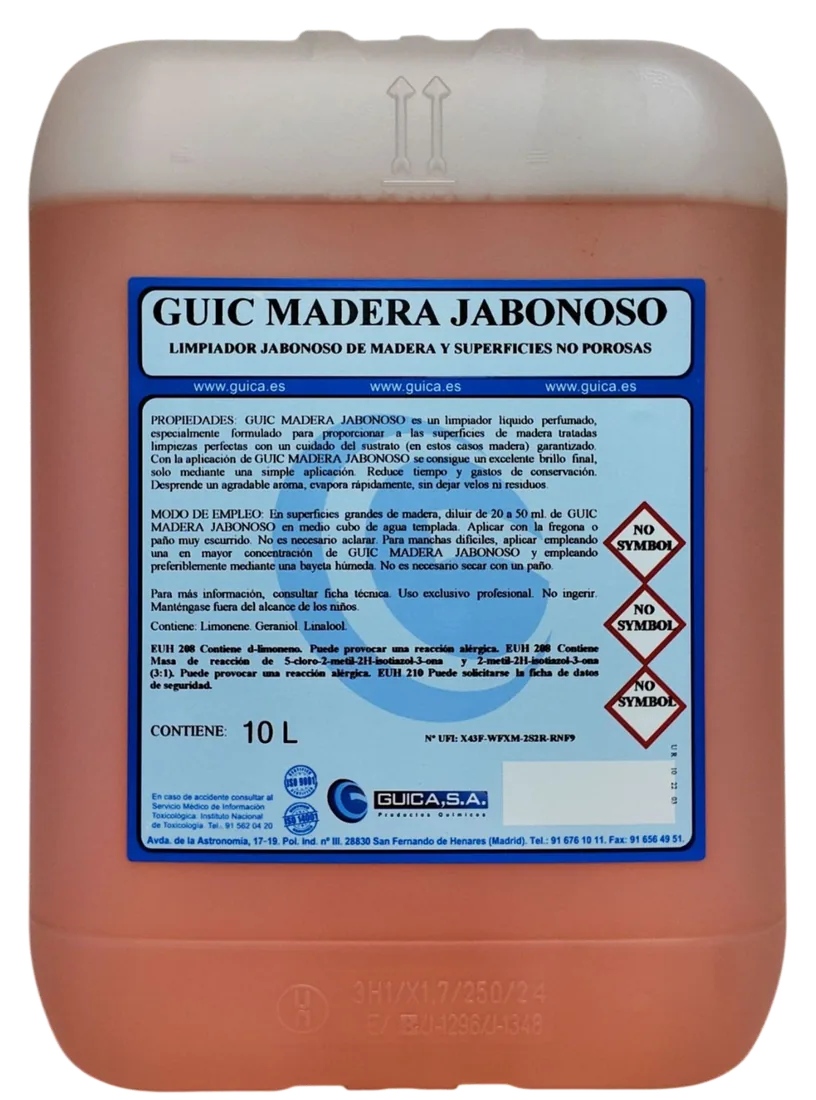 GUIC MADERA JABONOSO
LIMPIADOR JABONOSO DE MADERA Y SUPERFICIES NO POROSAS
www.guica.es www.guica.es www.guica.es
PROPIEDADES: GUIC MADERA JABONOSO es un limpiador líquido perfumado,
especialmente formulado para proporcionar a las superficies de madera tratadas
limpiezas perfectas con un cuidado del sustrato (en estos casos madera) garantizado.
Con la aplicación de GUIC MADERA JABONOSO se consigue un excelente brillo final,
solo mediante una simple aplicación. Reduce tiempo y gastos de conservación.
Desprende un agradable aroma, evapora rápidamente, sin dejar velos ni residuos.
MODO DE EMPLEO: En superficies grandes de madera, diluir de 20 a 50 ml. de GUIC
MADERA JABONOSO en medio cubo de agua templada. Aplicar con la fregona o
paño muy escurrido. No es necesario aclarar. Para manchas difíciles, aplicar empleando
una en mayor concentración de GUIC MADERA JABONOSO y empleando
preferiblemente mediante una bayeta húmeda. No es necesario secar con un paño.
NO
SYMBOL
NO
SYMBOL
NO
SYMBOL
Para más información, consultar ficha técnica. Uso exclusivo profesional. No ingerir.
Manténgase fuera del alcance de los niños.
Contiene: Limonene. Geraniol. Linalool.
EUH 208 Contiene d-limoneno. Puede provocar una reacción alérgica. EUH 208 Contiene
Masa de reacción de 5-cloro-2-metil-2H-isotiazol-3-ona y 2-metil-2H-isotiazol-3-ona
(3:1). Puede provocar una reacción alérgica. EUH 210 Puede solicitarse la ficha de datos
de seguridad.
CONTIENE: 10 L
Nº UFI: X43F-WFXM-2S2R-RNF9
U.R. 10 22 03
En caso de accidente consultar al
Servicio Médico de Información
Toxicológica. Instituto Nacional
de Toxicología. Tel.. 91 562 04 20
ISO 9001
ISO 14001
GUICA, S.A.
Productos Químicos
Avda. de la Astronomía, 17-19. Pol. Ind. nº III. 28830 San Fernando de Henares (Madrid). Tel.: 91 676 10 11. Fax: 91 656 49 51.
3H1/X1.7/250/24